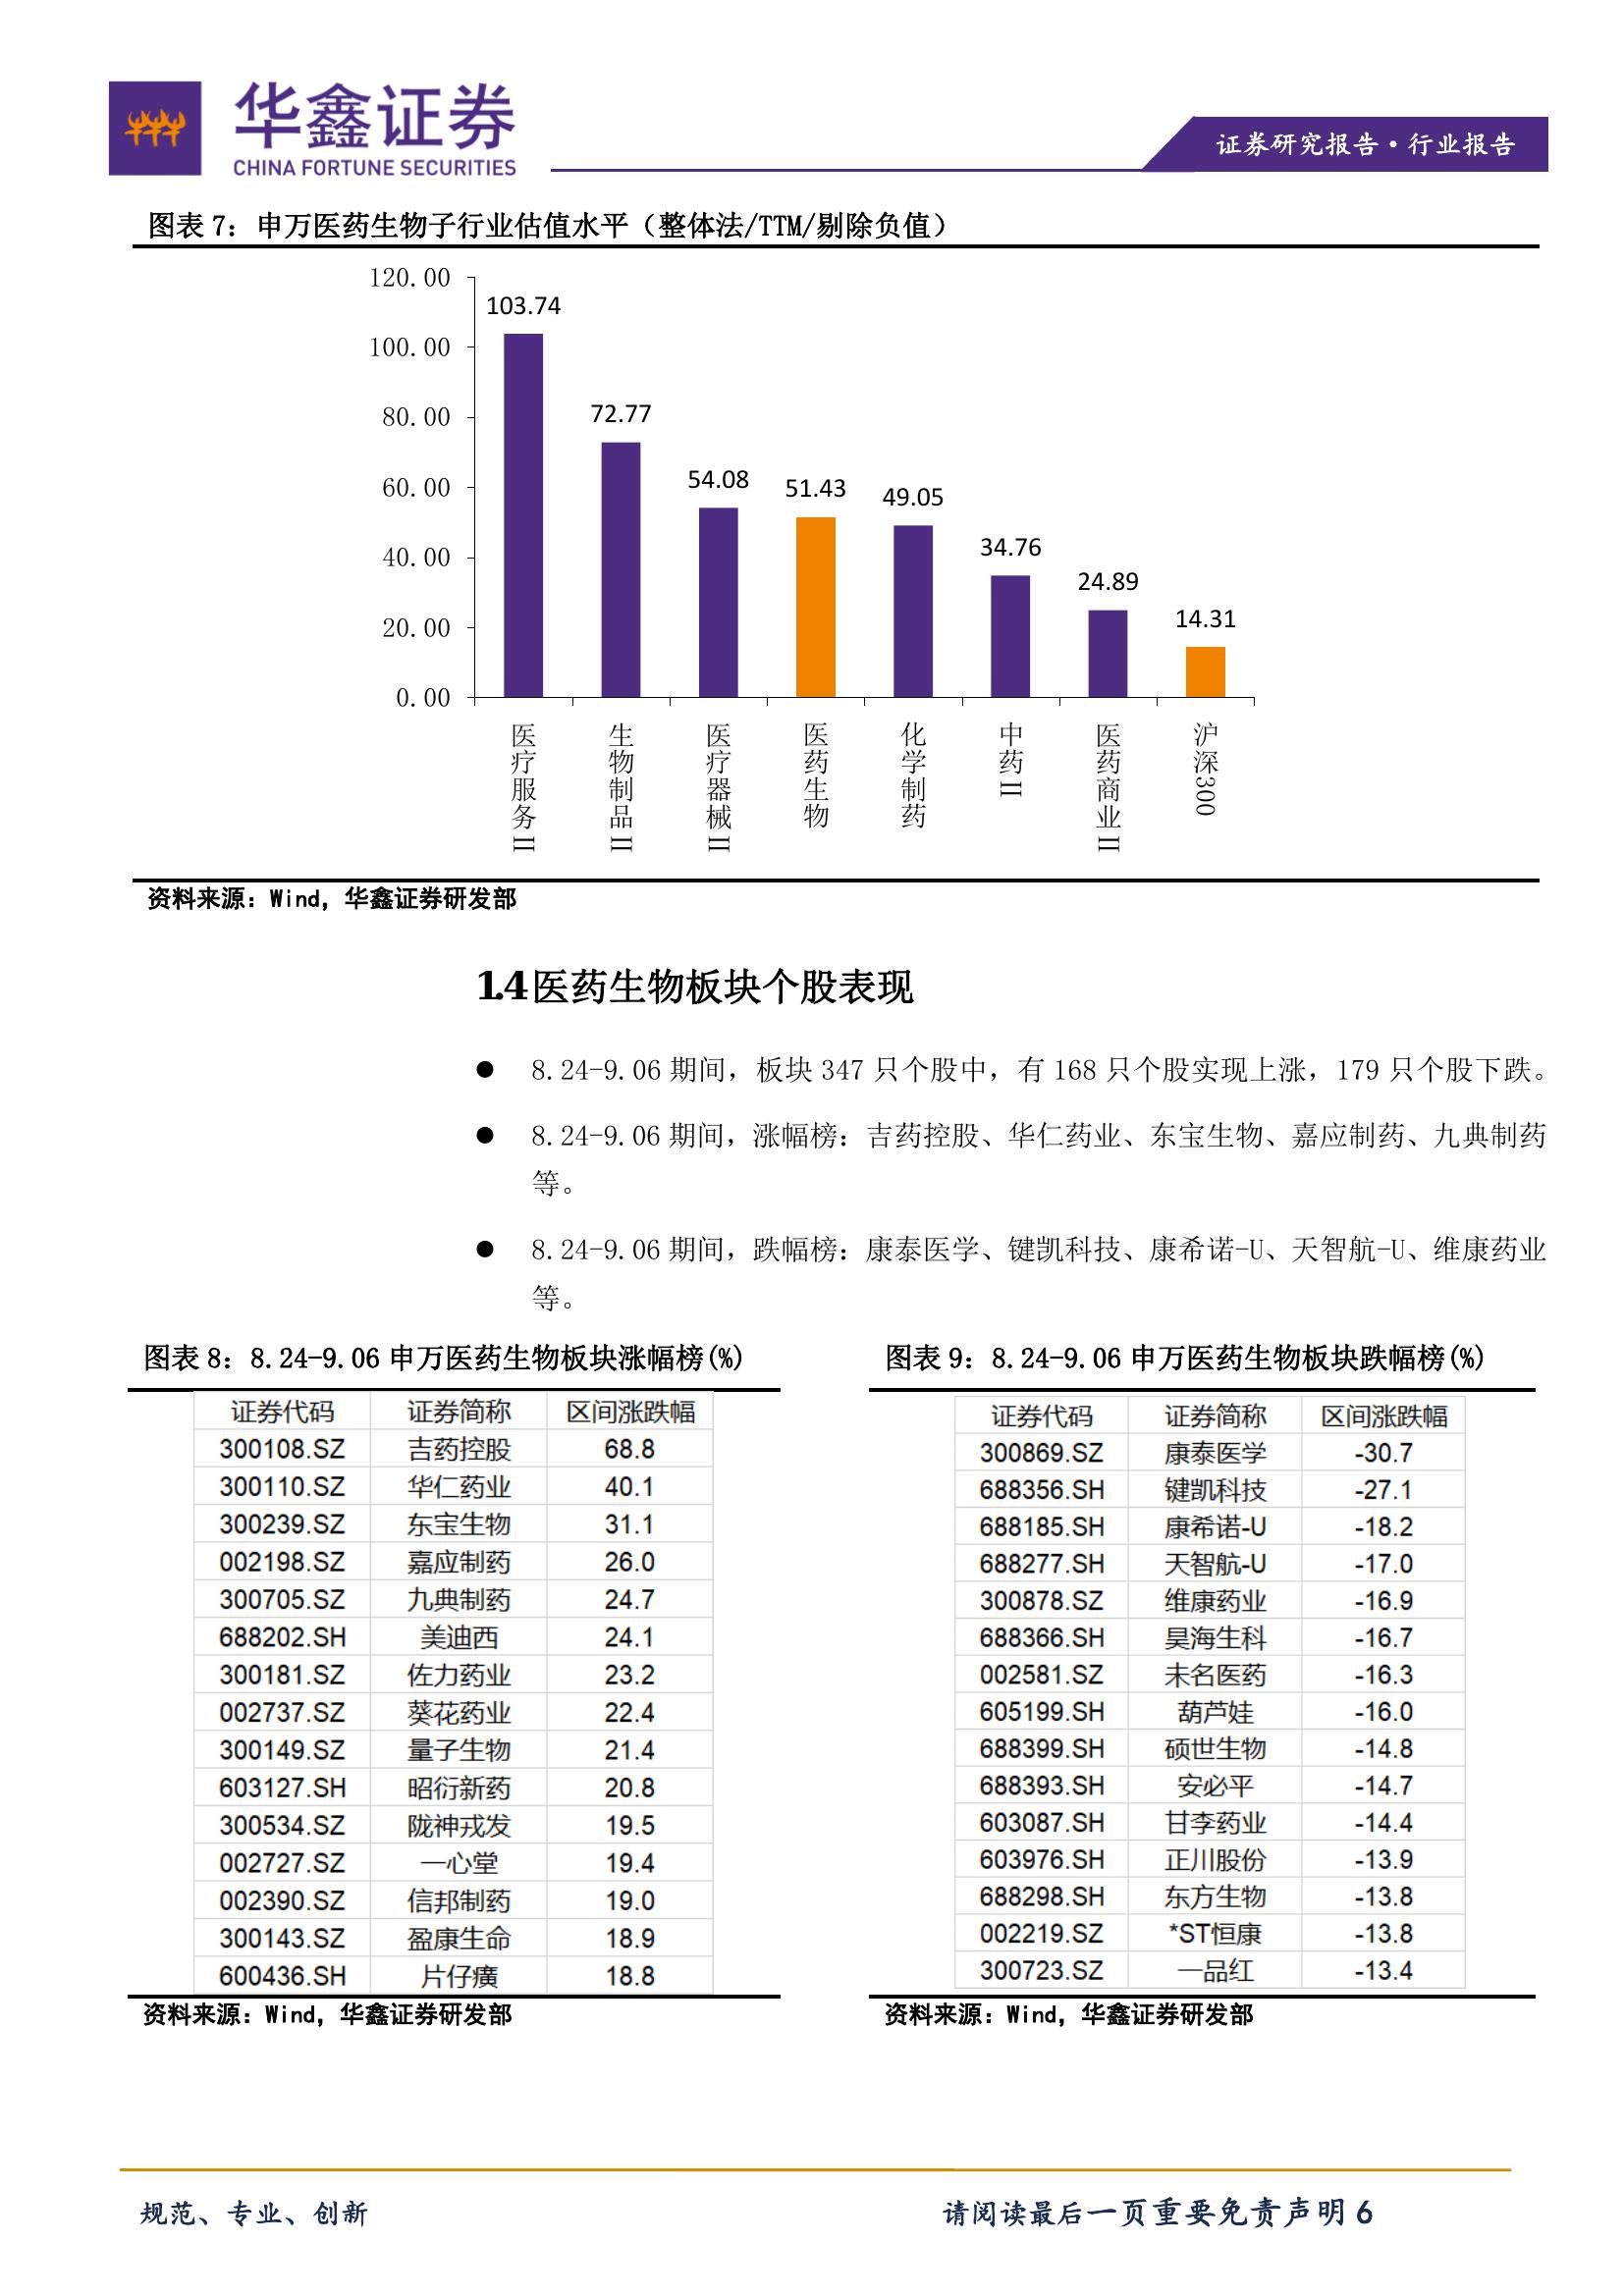 华鑫证券
CHINA FORTUNE SECURITIES
证券研究报告·行业报告
图表 7：申万医药生物子行业估值水平（整体法/TTM/剔除负值）
120.00
100.00
80.00
60.00
40.00
20.00
0.00
103.74
72.77
54.08
51.43
49.05
34.76
24.89
14.31
医疗服务II
生物制品II
医疗器械II
医药生物
化学制药
中药II
医药商业II
沪深300
资料来源：Wind，华鑫证券研发部
1.4 医药生物板块个股表现
● 8.24-9.06 期间，板块 347 只个股中，有 168 只个股实现上涨，179 只个股下跌。
● 8.24-9.06 期间，涨幅榜：吉药控股、华仁药业、东宝生物、嘉应制药、九典制药
等。
● 8.24-9.06 期间，跌幅榜：康泰医学、键凯科技、康希诺-U、天智航-U、维康药业
等。
图表 8：8.24-9.06 申万医药生物板块涨幅榜(%)
证券代码 证券简称 区间涨跌幅
300108.SZ 吉药控股 68.8
300110.SZ 华仁药业 40.1
300239.SZ 东宝生物 31.1
002198.SZ 嘉应制药 26.0
300705.SZ 九典制药 24.7
688202.SH 美迪西 24.1
300181.SZ 佐力药业 23.2
002737.SZ 葵花药业 22.4
300149.SZ 量子生物 21.4
603127.SH 昭衍新药 20.8
300534.SZ 陇神戎发 19.5
002727.SZ 一心堂 19.4
002390.SZ 信邦制药 19.0
300143.SZ 盈康生命 18.9
600436.SH 片仔癀 18.8
资料来源：Wind，华鑫证券研发部
图表 9：8.24-9.06 申万医药生物板块跌幅榜(%)
证券代码 证券简称 区间涨跌幅
300869.SZ 康泰医学 -30.7
688356.SH 键凯科技 -27.1
688185.SH 康希诺-U -18.2
688277.SH 天智航-U -17.0
300878.SZ 维康药业 -16.9
688366.SH 昊海生科 -16.7
002581.SZ 未名医药 -16.3
605199.SH 葫芦娃 -16.0
688399.SH 硕世生物 -14.8
688393.SH 安必平 -14.7
603087.SH 甘李药业 -14.4
603976.SH 正川股份 -13.9
688298.SH 东方生物 -13.8
002219.SZ *ST恒康 -13.8
300723.SZ 一品红 -13.4
资料来源：Wind，华鑫证券研发部
规范、专业、创新
请阅读最后一页重要免责声明 6